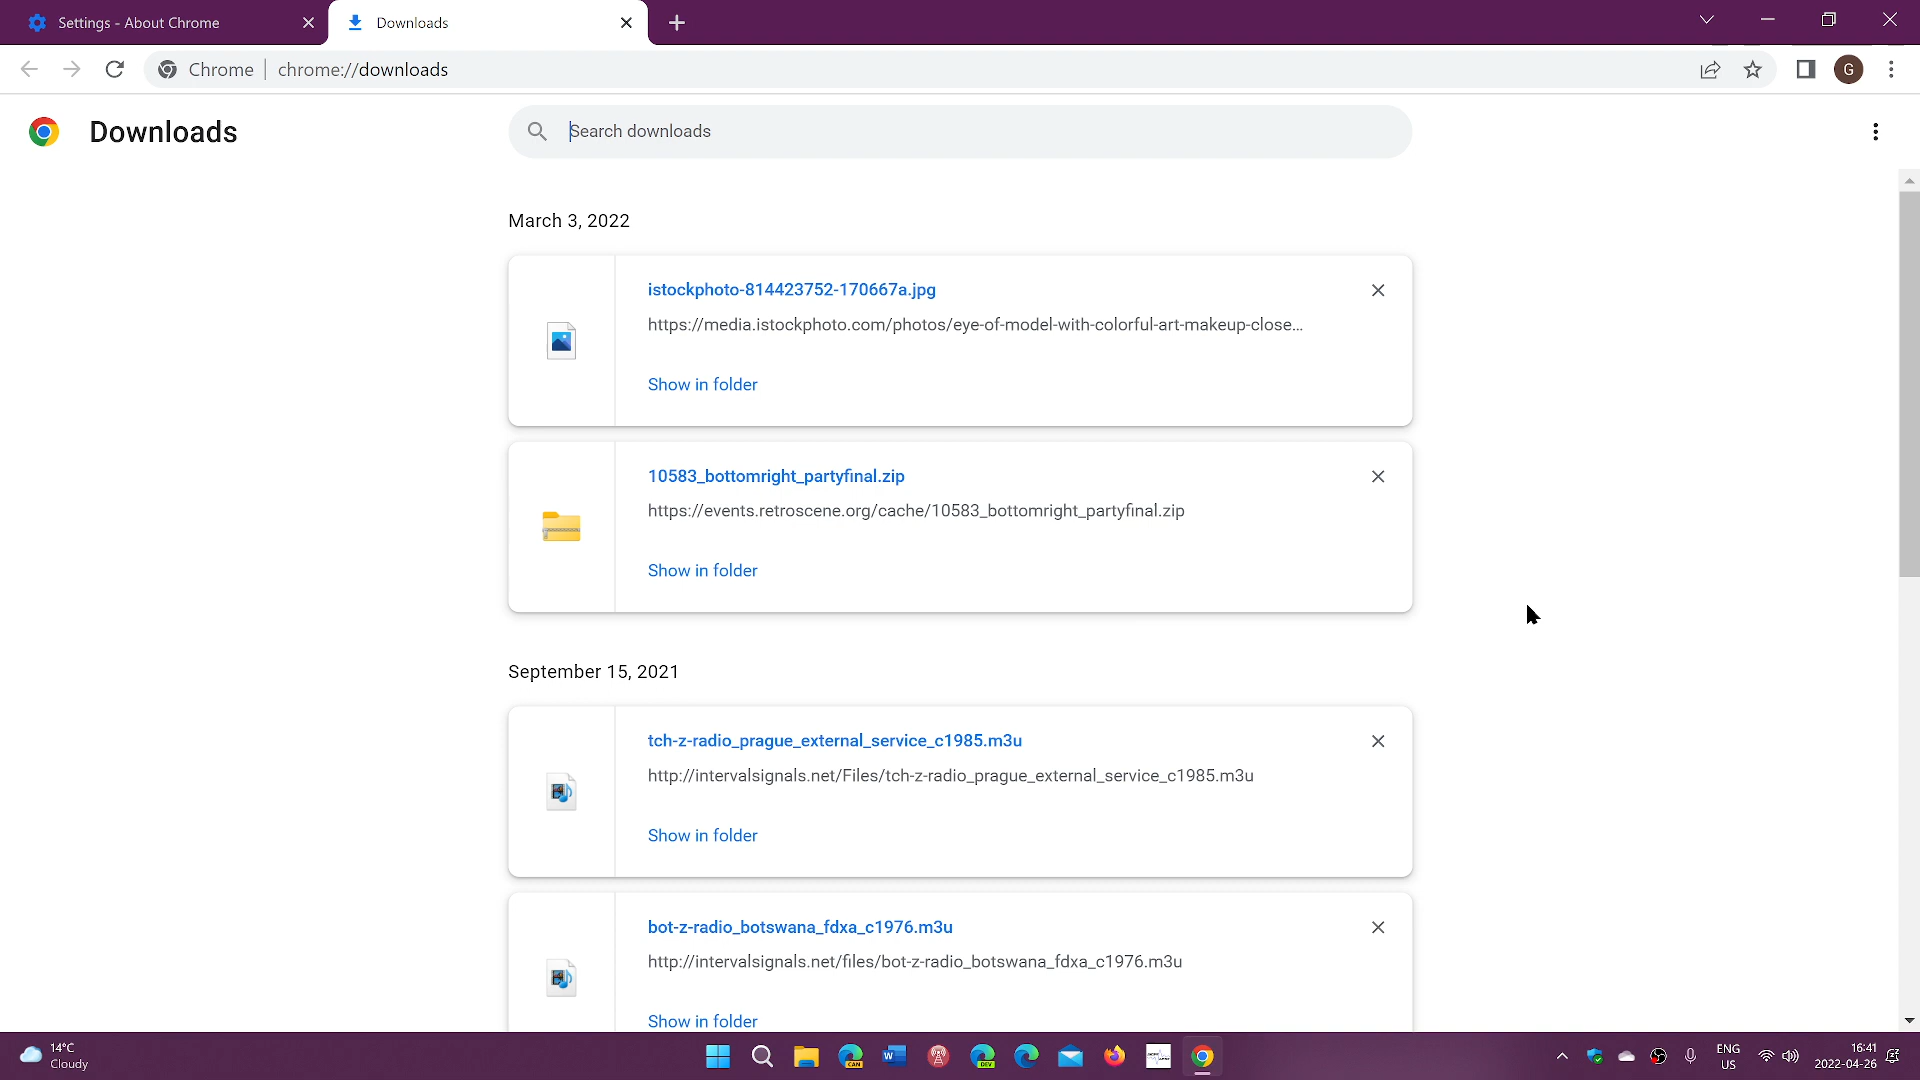 Settings - About Chrome
Downloads
Chrome
chrome://downloads
G
Downloads
Search downloads
March 3, 2022
istockphoto-814423752-170667a.jpg
https://media.istockphoto.com/photos/eye-of-model-with-colorful-art-makeup-close...
Show in folder
10583_bottomright_partyfinal.zip
https://events.retroscene.org/cache/10583_bottomright_partyfinal.zip
Show in folder
September 15, 2021
tch-z-radio_prague_external_service_c1985.m3u
http://intervalsignals.net/Files/tch-z-radio_prague_external_service_c1985.m3u
Show in folder
bot-z-radio_botswana_fdxa_c1976.m3u
http://intervalsignals.net/files/bot-z-radio_botswana_fdxa_c1976.m3u
Show in folder
14°C
Cloudy
CAN
W
DEV
ENG
US
16:41
2022-04-26